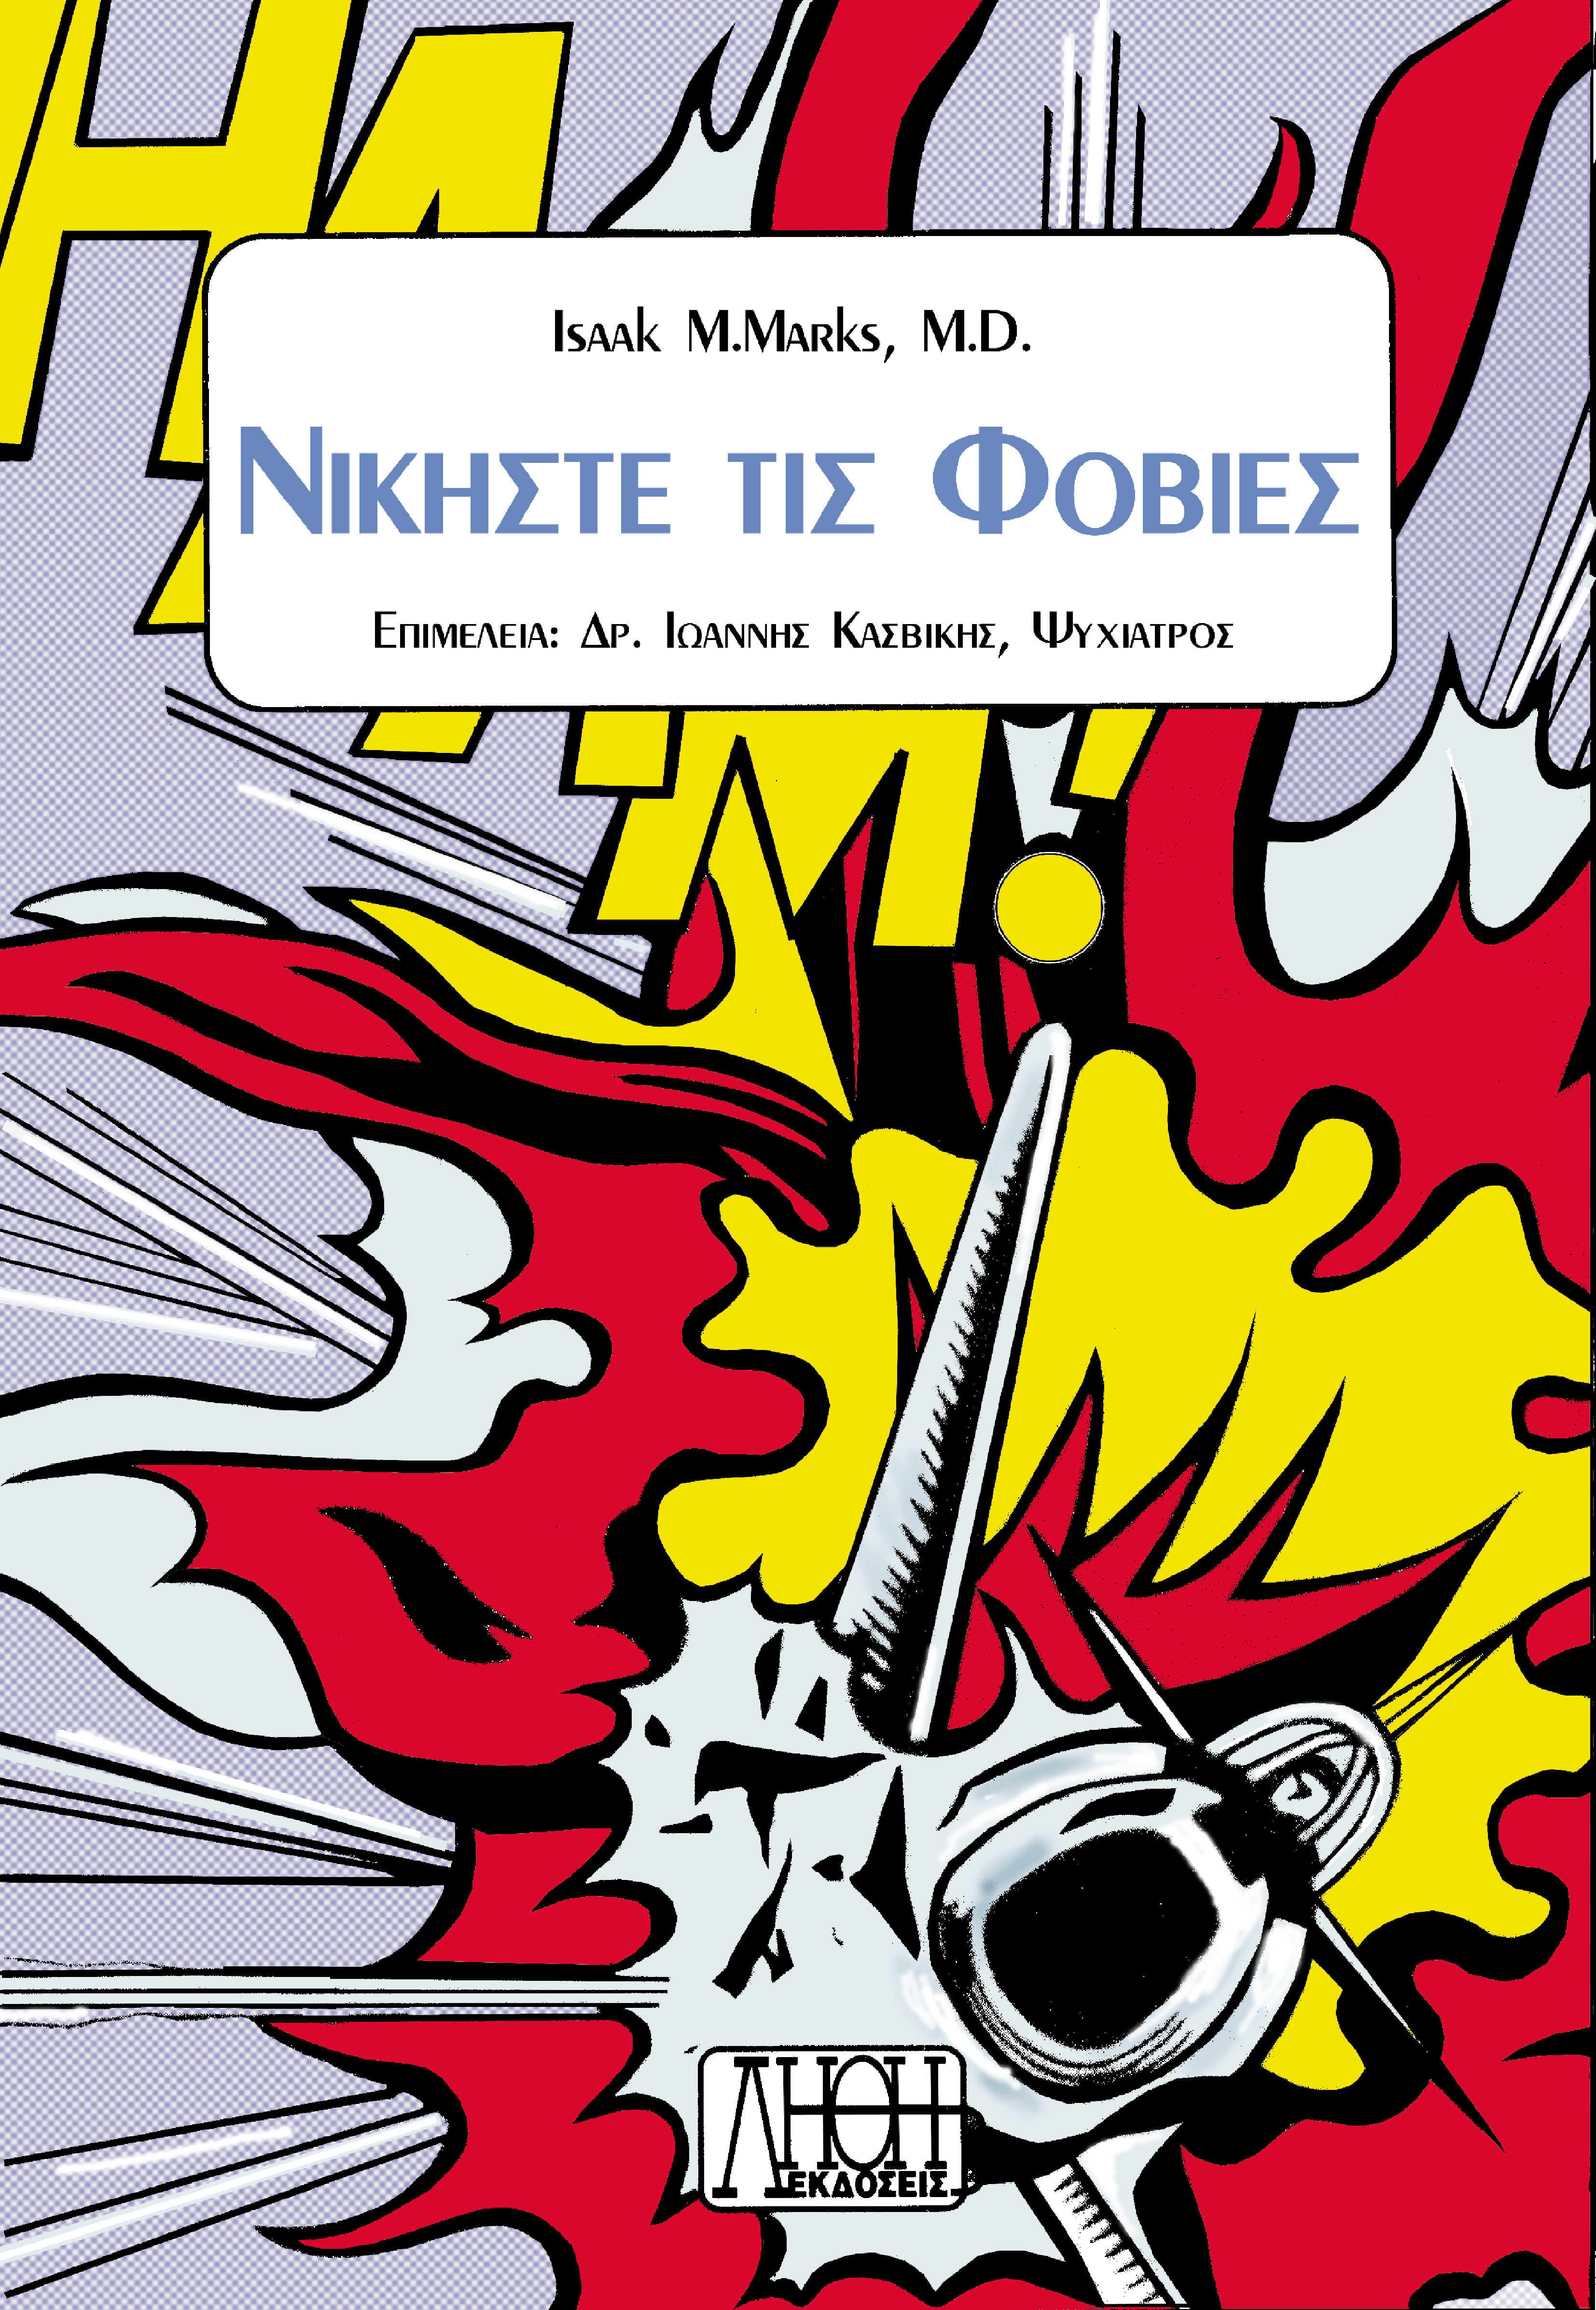 Isaak M.Marks, M.D.
ΝΙΚΗΣΤΕ ΤΙΣ ΦΟΒΙΕΣ
ΕΠΙΜΕΛΕΙΑ: ΔΡ. ΙΩΑΝΝΗΣ ΚΑΣΒΙΚΗΣ, ΨΥΧΙΑΤΡΟΣ
ΛΗΘΗ
ΕΚΔΟΣΕΙΣ